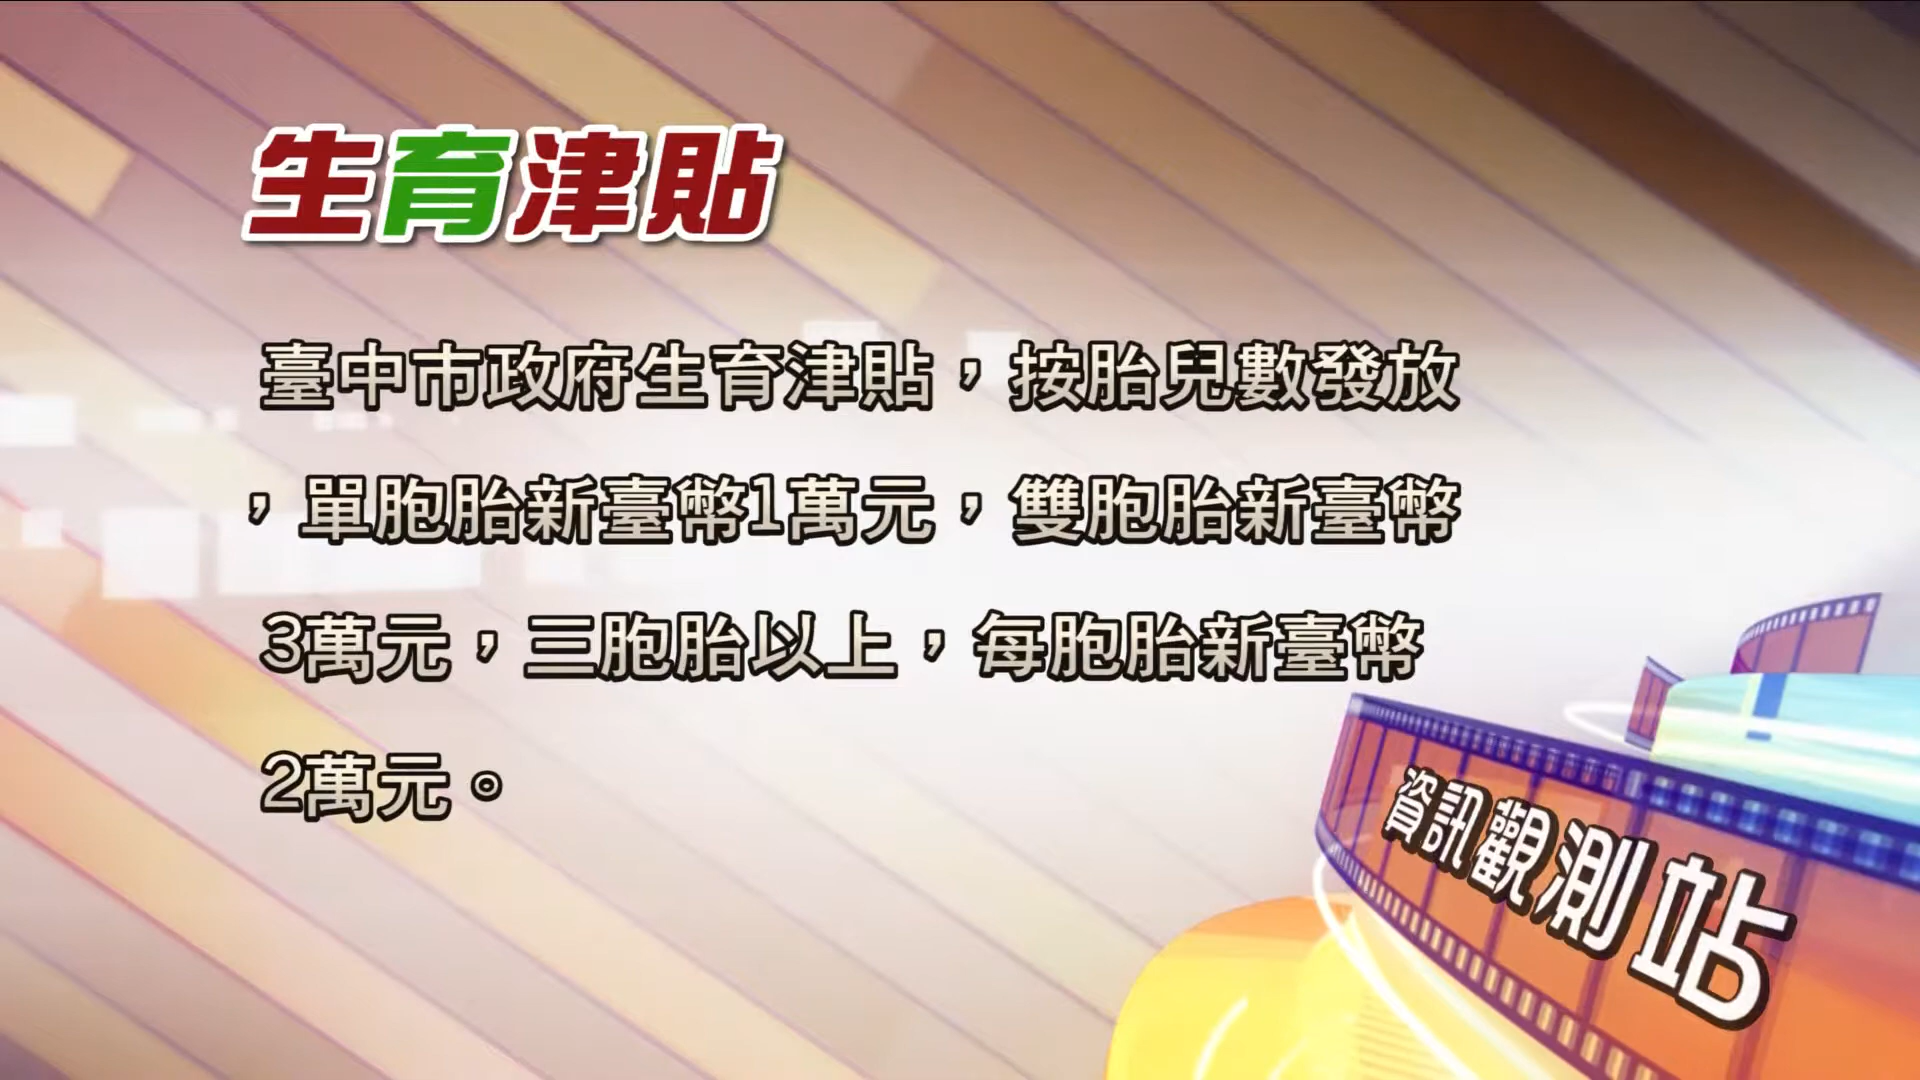 生育津貼
臺中市政府生育津貼，按胎兒數發放
，單胞胎新臺幣1萬元，雙胞胎新臺幣
3萬元，三胞胎以上，每胞胎新臺幣
2萬元。
資訊觀測站